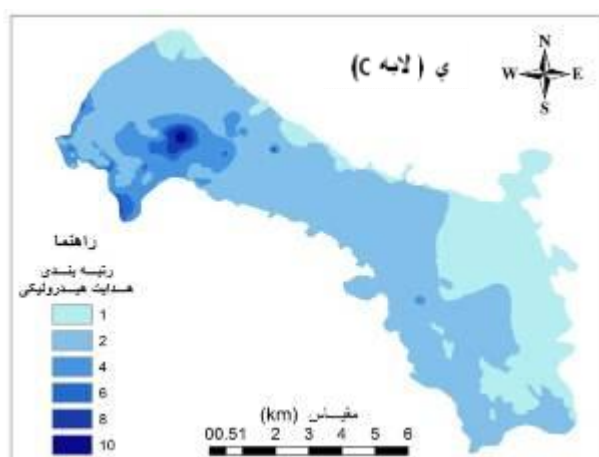 ي ( لايه C)
N
W E
S
راهنما
رتبه بندی
هدایت هیدرولیکی
1
2
4
6
8
10
مقیاس (km)
00.51 2 3 4 5 6